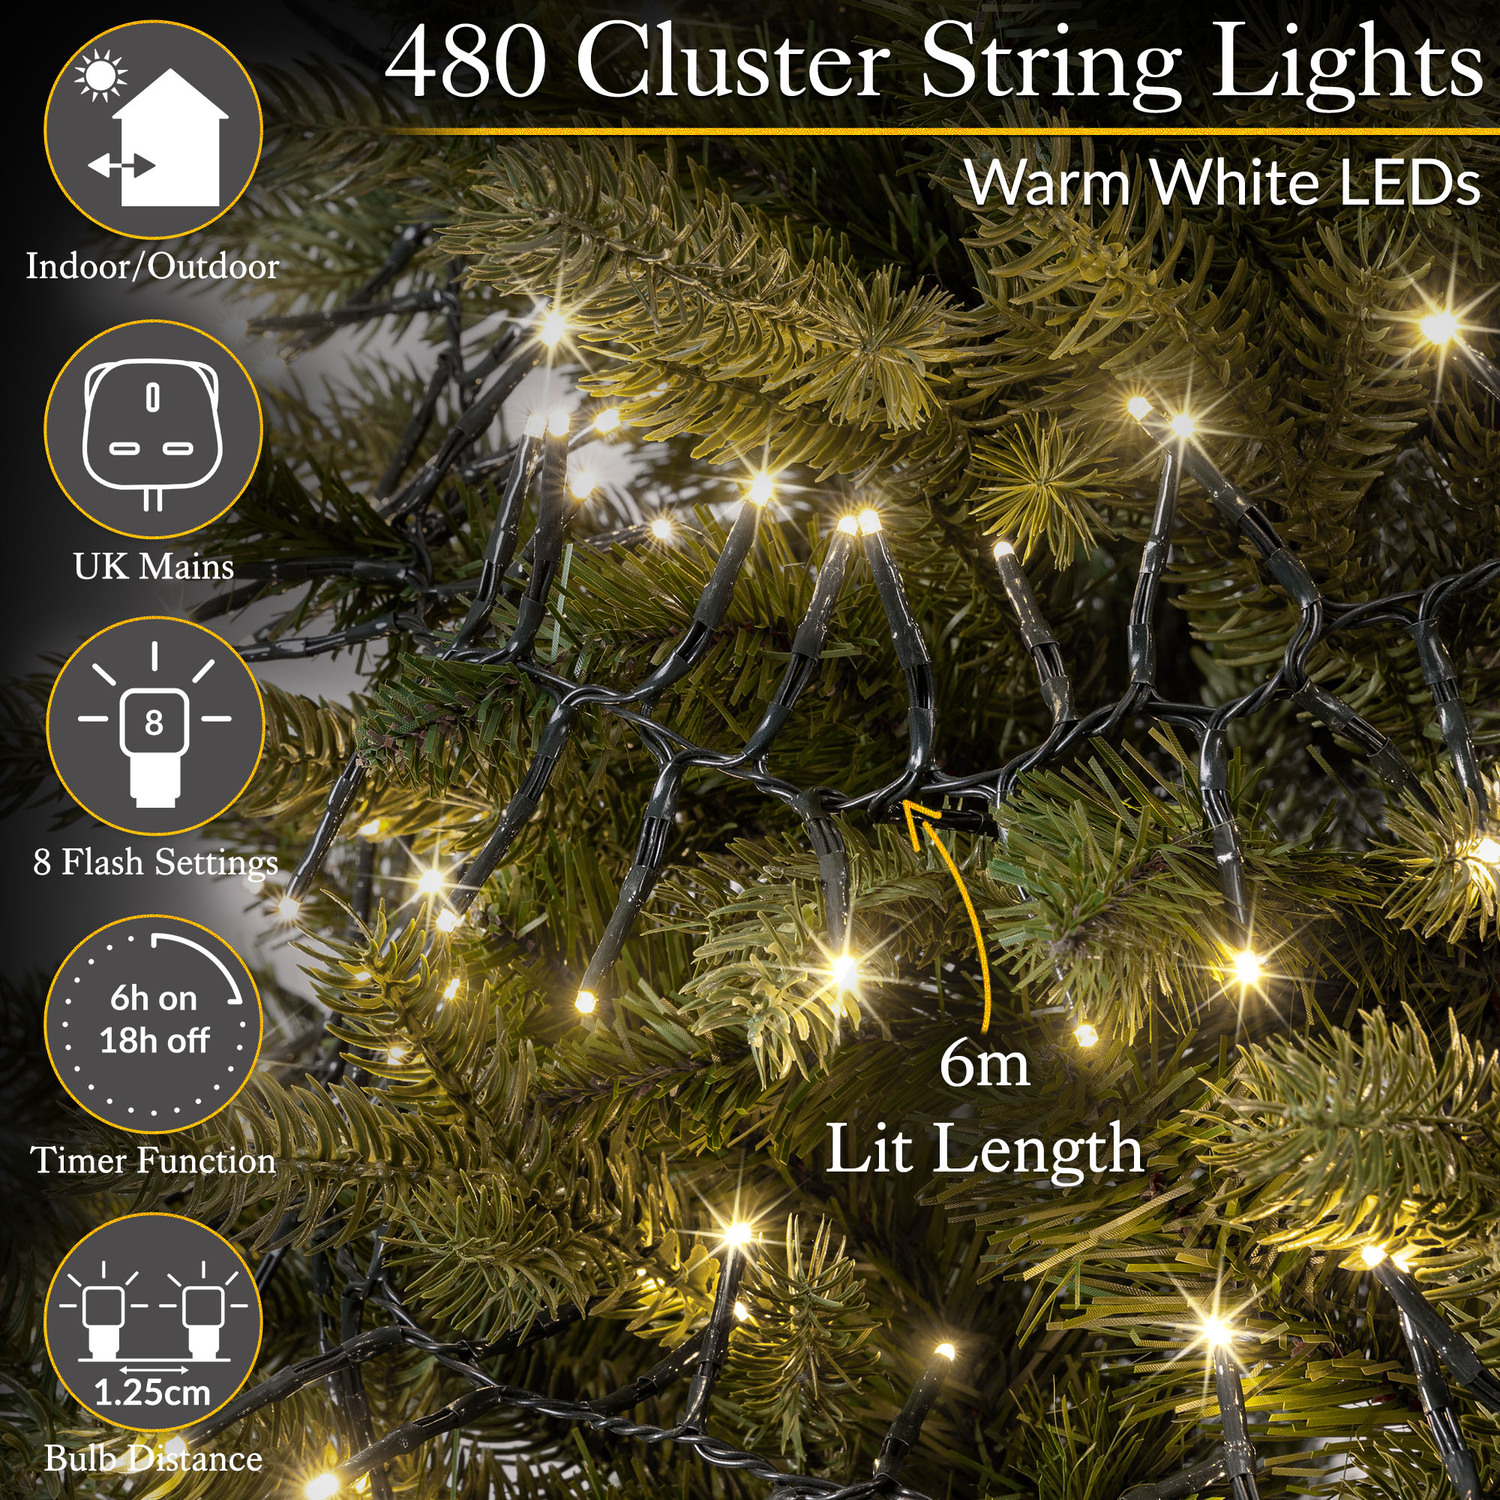 480 Cluster String Lights
Warm White LEDs
Indoor/Outdoor
UK Mains
8
8 Flash Settings
6h on
18h off
Timer Function
1.25cm
Bulb Distance
6m
Lit Length